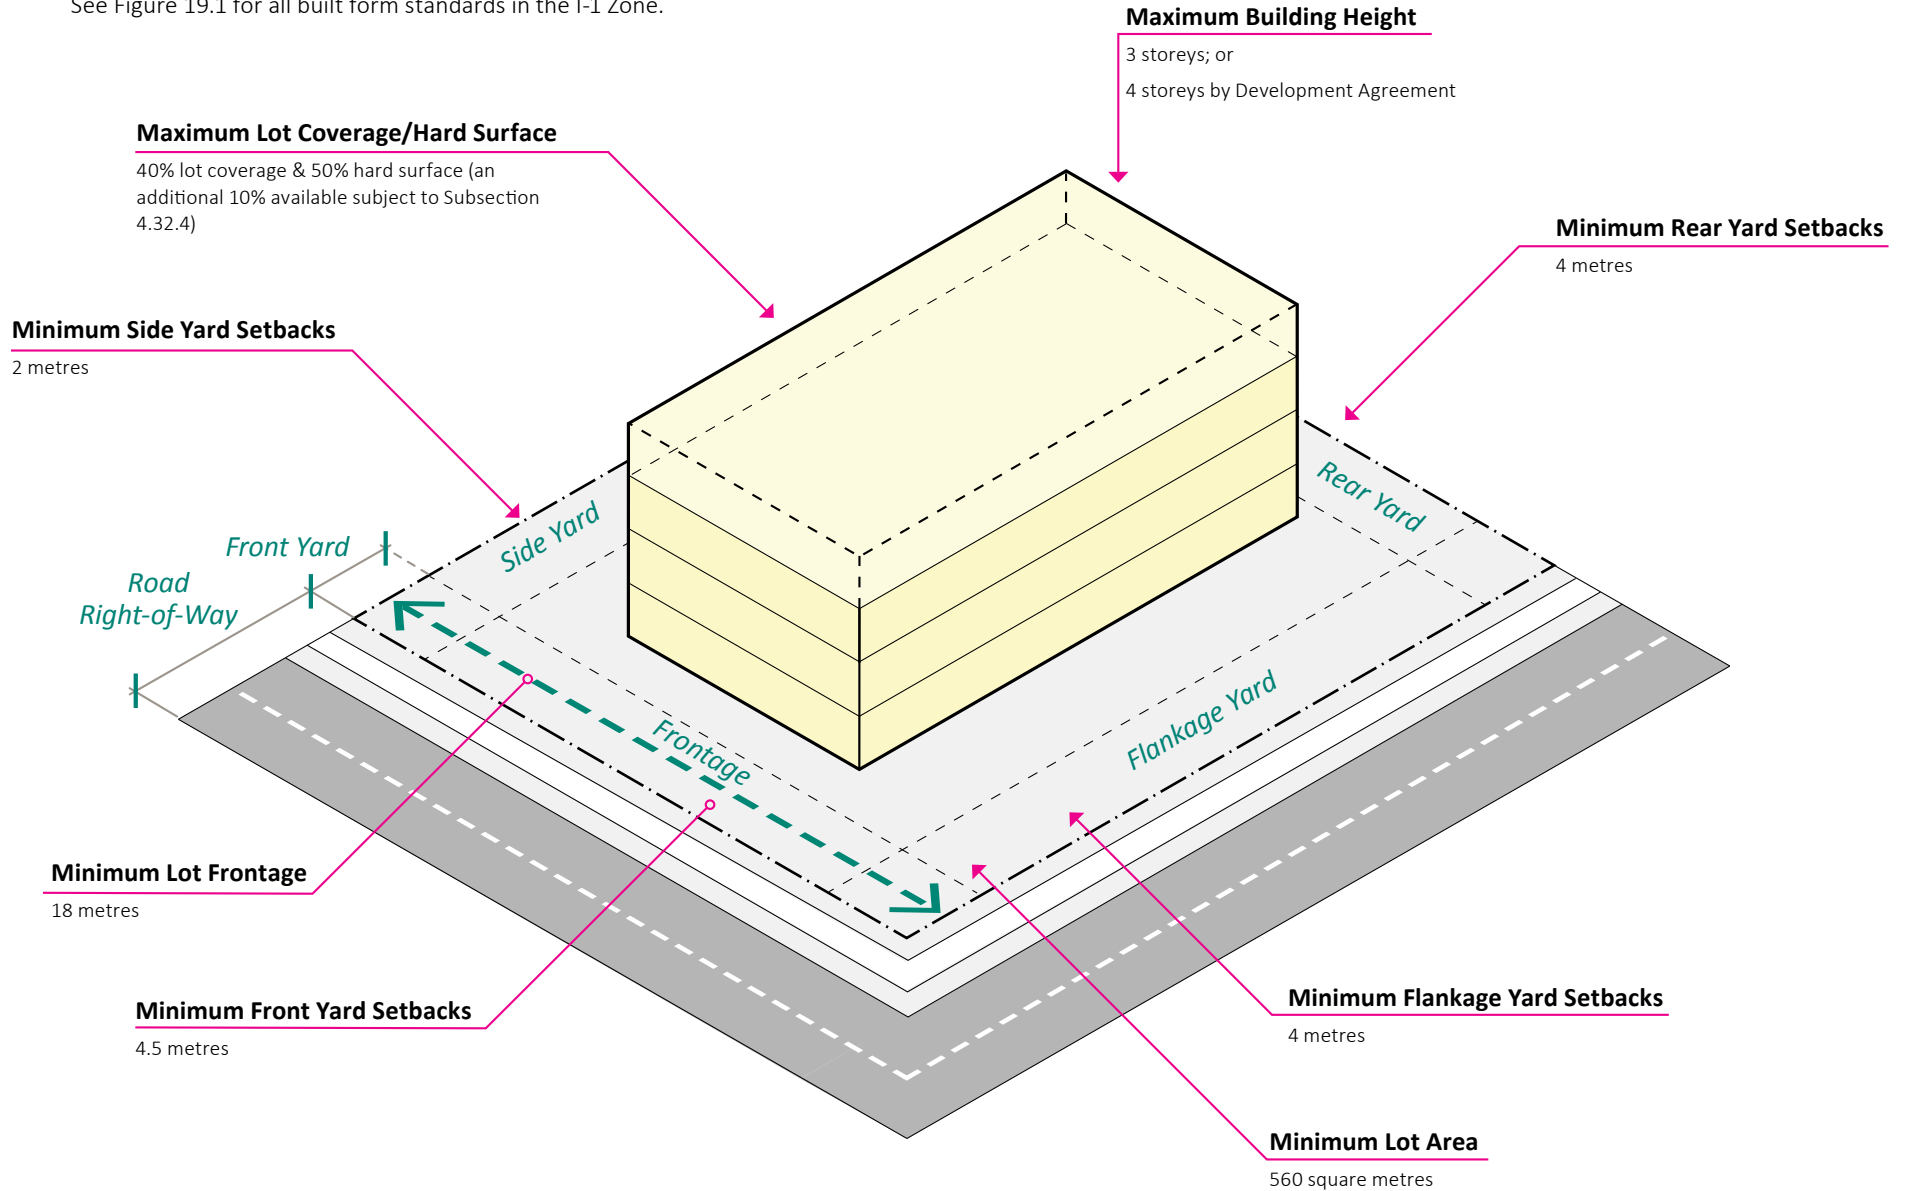 See Figure 19.1 for all built form standards in the I-1 Zone.
Maximum Building Height
3 storeys; or
4 storeys by Development Agreement
Maximum Lot Coverage/Hard Surface
40% lot coverage & 50% hard surface (an
additional 10% available subject to Subsection
4.32.4)
Minimum Rear Yard Setbacks
4 metres
Minimum Side Yard Setbacks
2 metres
Rear Yard
Side Yard
Front Yard
Road
Right-of-Way
Frontage
Flankage Yard
Minimum Lot Frontage
18 metres
Minimum Front Yard Setbacks
4.5 metres
Minimum Flankage Yard Setbacks
4 metres
Minimum Lot Area
560 square metres